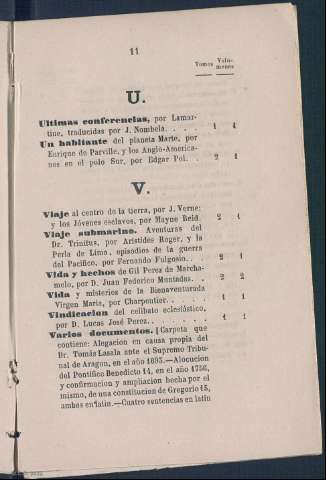 11
Tomos Volú-
menes
U.
Ultimas conferencias, por Lamar-
tine, traducidas por J. Nombela. . . . 1 1
Un habitante del planeta Marte, por
Enrique de Parville, y los Anglo-America-
nos en el polo Sur, por Edgar Poi. . 2 1
V.
Viaje al centro de la tierra, por J. Verne;
y los Jóvenes esclavos, por Mayne Reid. 2 1
Viaje submarino. Aventuras del
Dr. Trinitus, por Aristides Roger, y la
Perla de Lima, episodios de la guerra
del Pacífico, por Fernando Fulgosio. . . 2 1
Vida y hechos de Gil Perez de Marcha-
melo, por D. Juan Federico Muntadas. . 2 2
Vida y misterios de la Bienaventurada
Virgen Maria, por Charpentier. . . . . 1 1
Vindicacion del celibato eclesiástico,
por D. Lucas José Perez. . . . . . . 1 1
Varios documentos. [Carpeta que
contiene: Alegacion en causa propia del
Dr. Tomás Lasala ante el Supremo Tribu-
nal de Aragon, en el año 1693.—Alocucion
del Pontífice Benedicto 14, en el año 1756,
y confirmacion y ampliacion hecha por el
mismo, de una constitucion de Gregorio 15,
ambos en latin.—Cuatro sentencias en latin